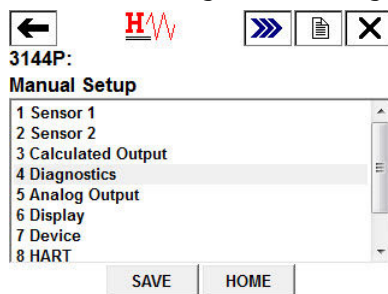 H
3144P:
Manual Setup
1 Sensor 1
2 Sensor 2
3 Calculated Output
4 Diagnostics
5 Analog Output
6 Display
7 Device
8 HART
SAVE HOME